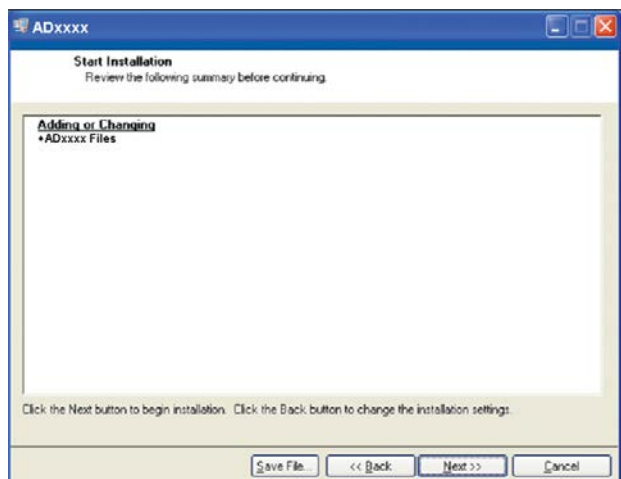 ADxxxx
Start Installation
Review the following summary before continuing.
Adding or Changing
•ADxxxx Files
Click the Next button to begin installation. Click the Back button to change the installation settings.
Save File... << Back Next >> Cancel